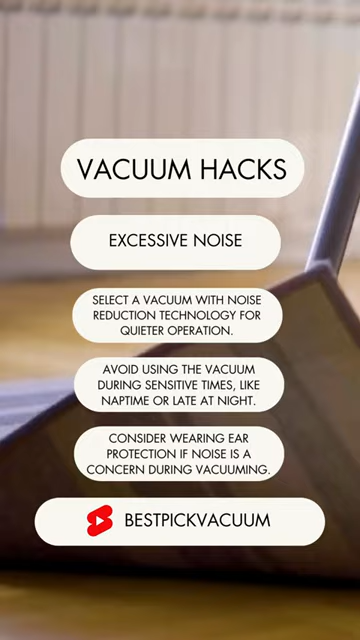 VACUUM HACKS
EXCESSIVE NOISE
SELECT A VACUUM WITH NOISE
REDUCTION TECHNOLOGY FOR
QUIETER OPERATION.
AVOID USING THE VACUUM
DURING SENSITIVE TIMES, LIKE
NAPTIME OR LATE AT NIGHT.
CONSIDER WEARING EAR
PROTECTION IF NOISE IS A
CONCERN DURING VACUUMING.
BESTPICKVACUUM